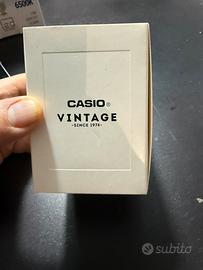 6500K
CASIO®
VINTAGE
•SINCE 1974•
subito